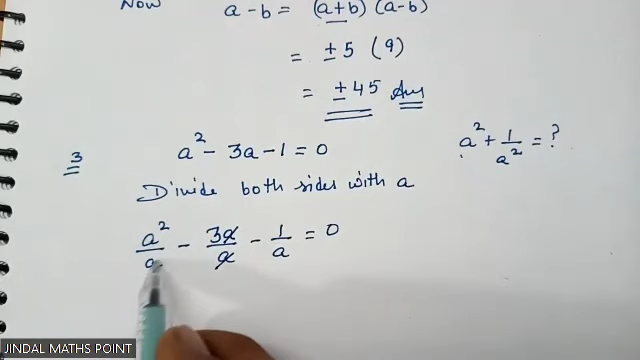 Now a-b = (a+b) (a-b)
= ±5 (9)
= ±45 Ans
3 a² - 3a - 1 = 0 a² + 1/a² = ?
Divide both sides with a
a²/a - 3a/a - 1/a = 0
JINDAL MATHS POINT